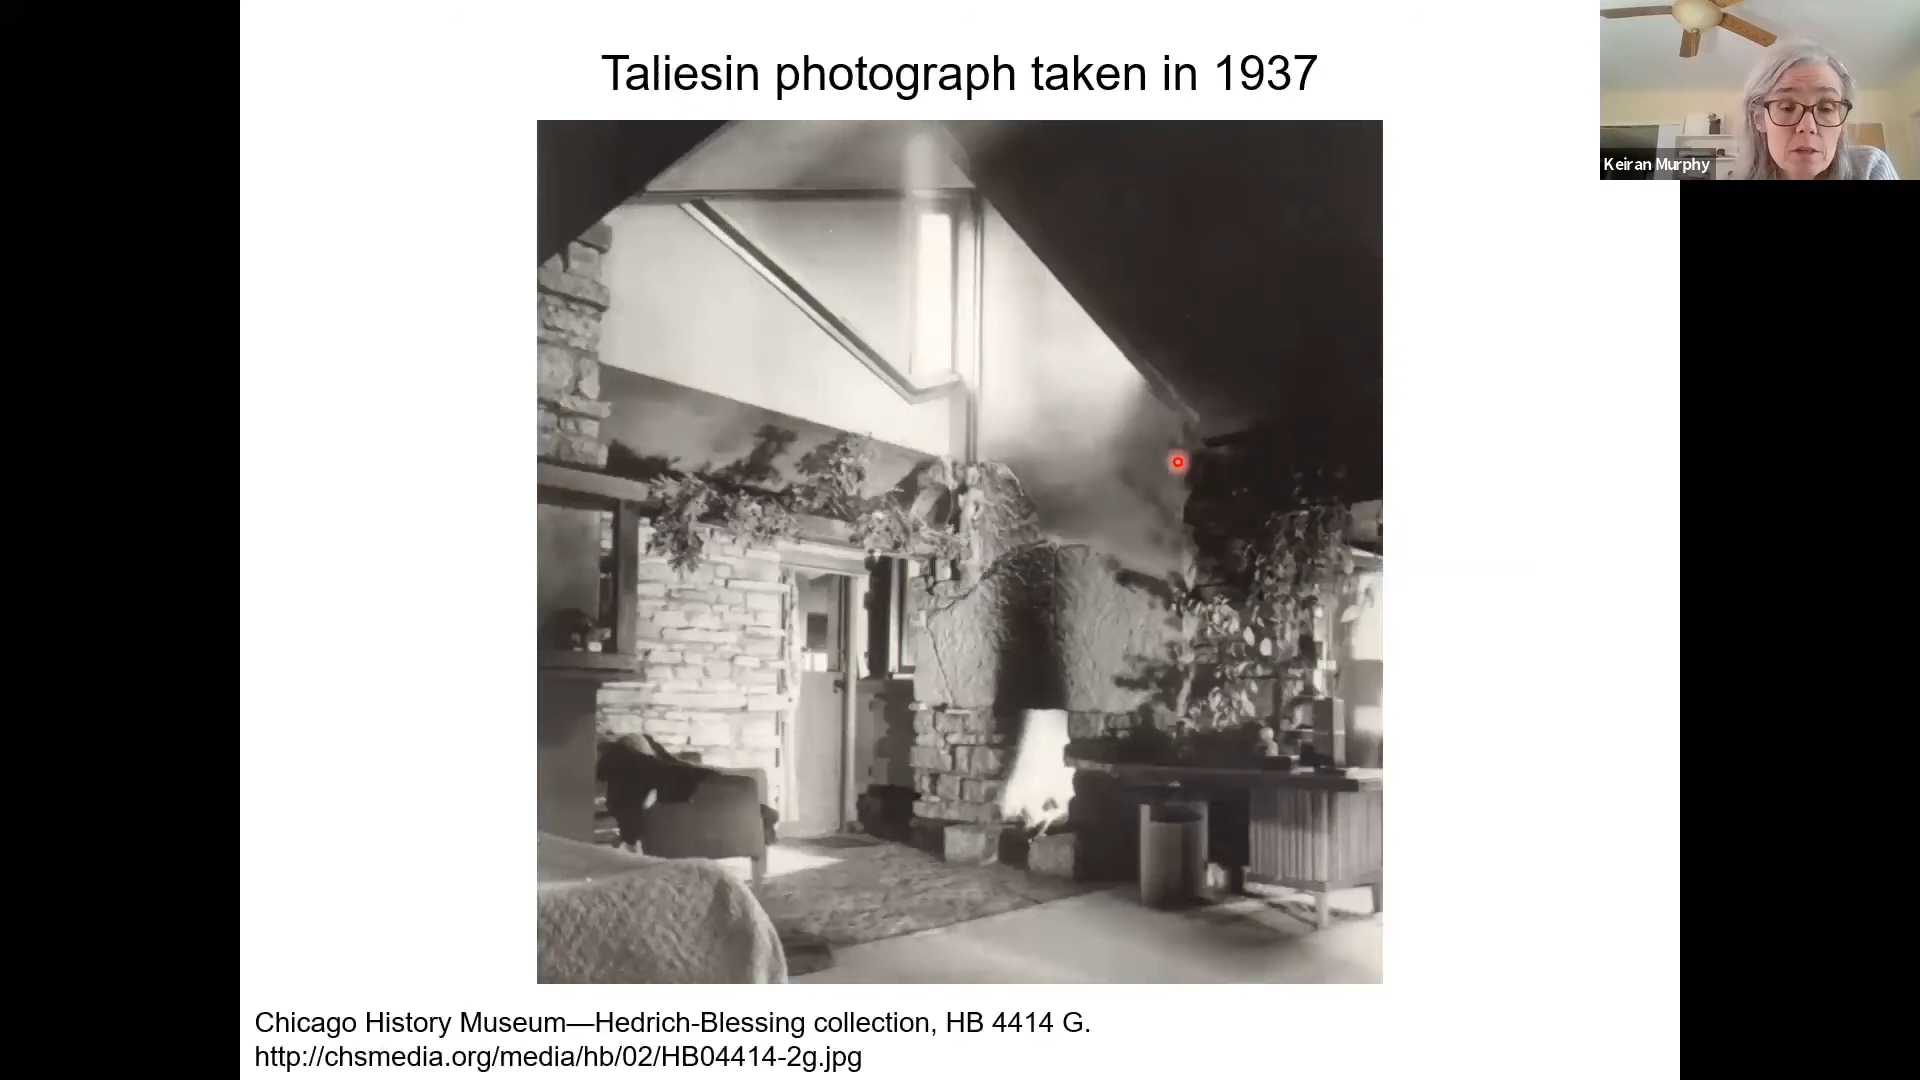 Taliesin photograph taken in 1937
Keiran Murphy
Chicago History Museum—Hedrich-Blessing collection, HB 4414 G.
http://chsmedia.org/media/hb/02/HB04414-2g.jpg